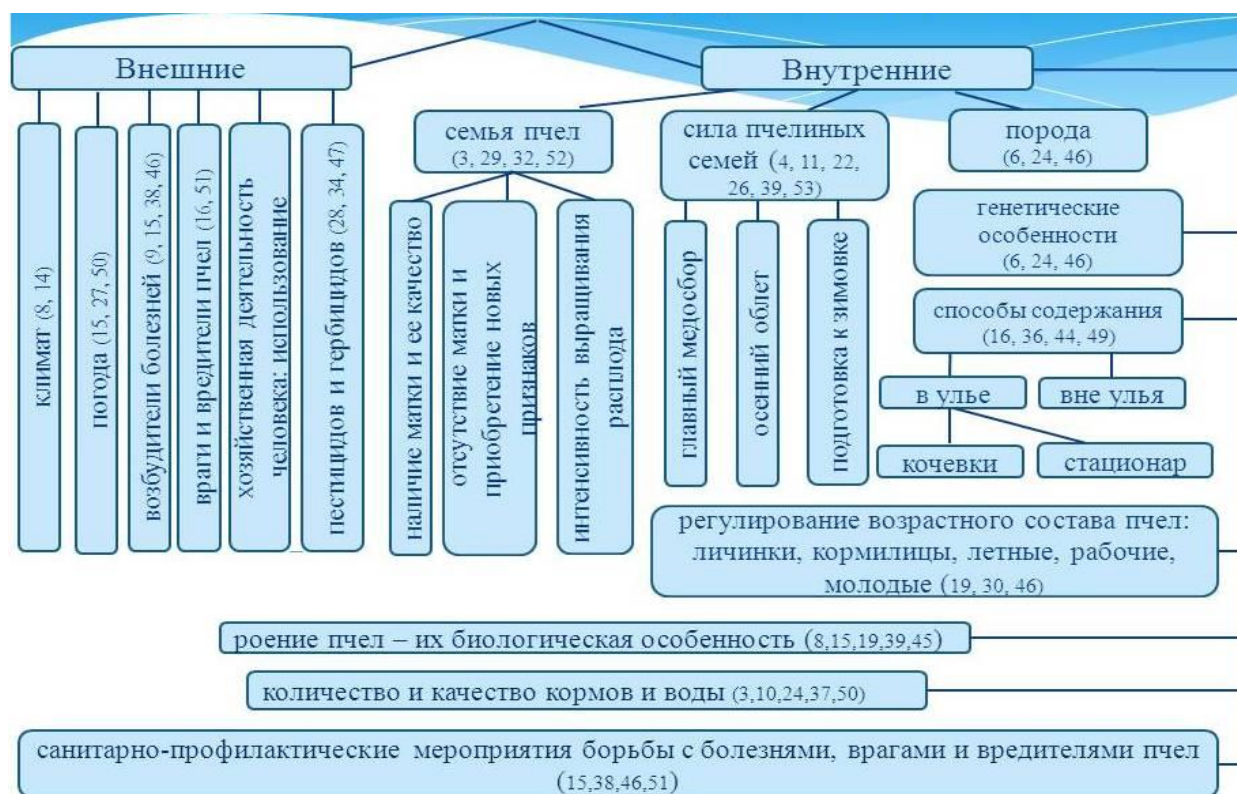 Внешние
Внутренние
климат (8, 14)
погода (15, 27, 50)
возбудители болезней (9, 15, 38, 46)
враги и вредители пчел (16, 51)
хозяйственная деятельность
человека: использование
пестицидов и гербицидов (28, 34, 47)
семья пчел
(3, 29, 32, 52)
наличие матки и ее качество
отсутствие матки и
приобретение новых
признаков
интенсивность выращивания
расплода
сила пчелиных
семей (4, 11, 22,
26, 39, 53)
главный медосбор
осенний облет
подготовка к зимовке
порода
(6, 24, 46)
генетические
особенности
(6, 24, 46)
способы содержания
(16, 36, 44, 49)
в улье
вне улья
кочевки
стационар
регулирование возрастного состава пчел:
личинки, кормилицы, летные, рабочие,
молодые (19, 30, 46)
роение пчел – их биологическая особенность (8,15,19,39,45)
количество и качество кормов и воды (3,10,24,37,50)
санитарно-профилактические мероприятия борьбы с болезнями, врагами и вредителями пчел
(15,38,46,51)